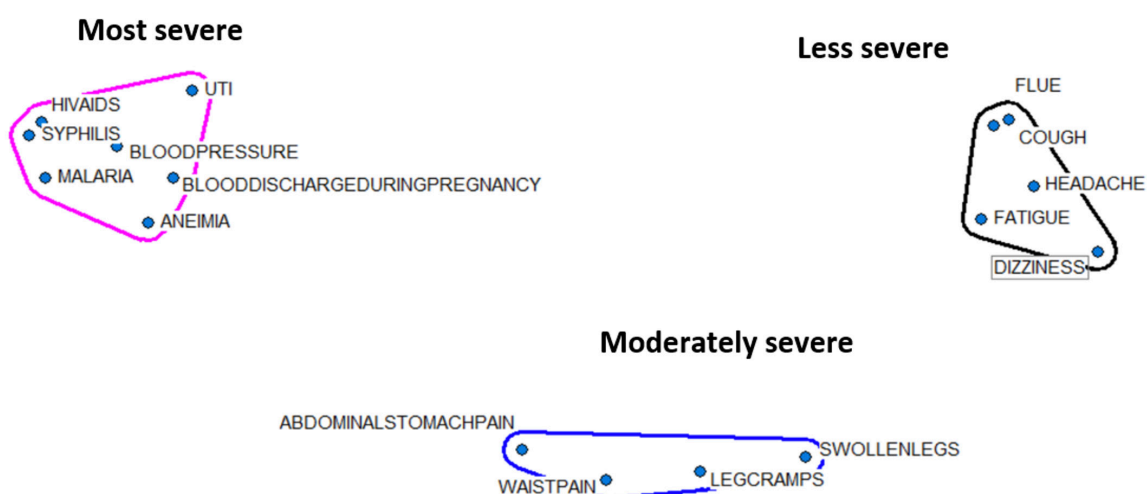 Most severe
Less severe
UTI
FLUE
HIVAIDS
SYPHILIS
COUGH
BLOODPRESSURE
MALARIA
BLOODDISCHARGEDURINGPREGNANCY
HEADACHE
ANEIMIA
FATIGUE
DIZZINESS
Moderately severe
ABDOMINALSTOMACHPAIN
SWOLLENLEGS
WAISTPAIN
LEGCRAMPS